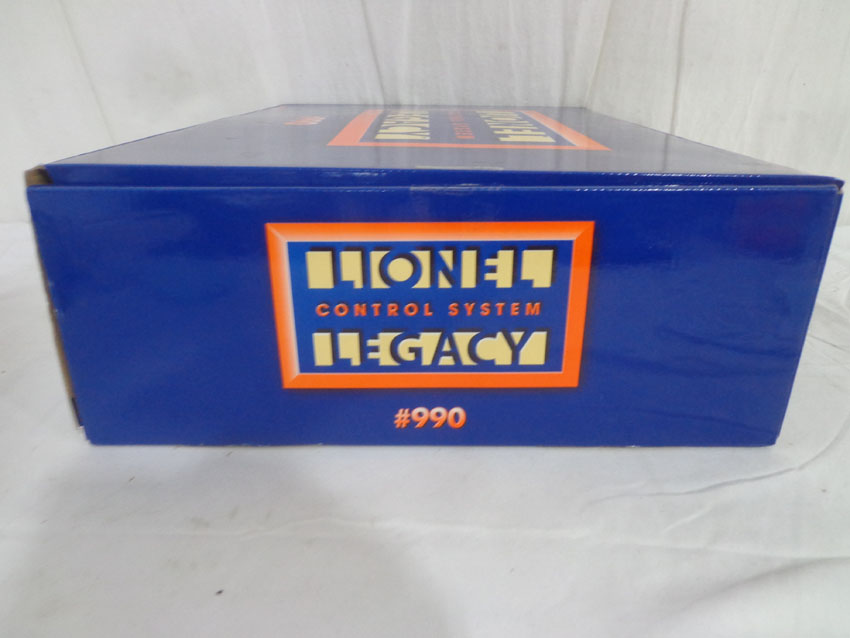 LIONEL
CONTROL SYSTEM
LEGACY
#990